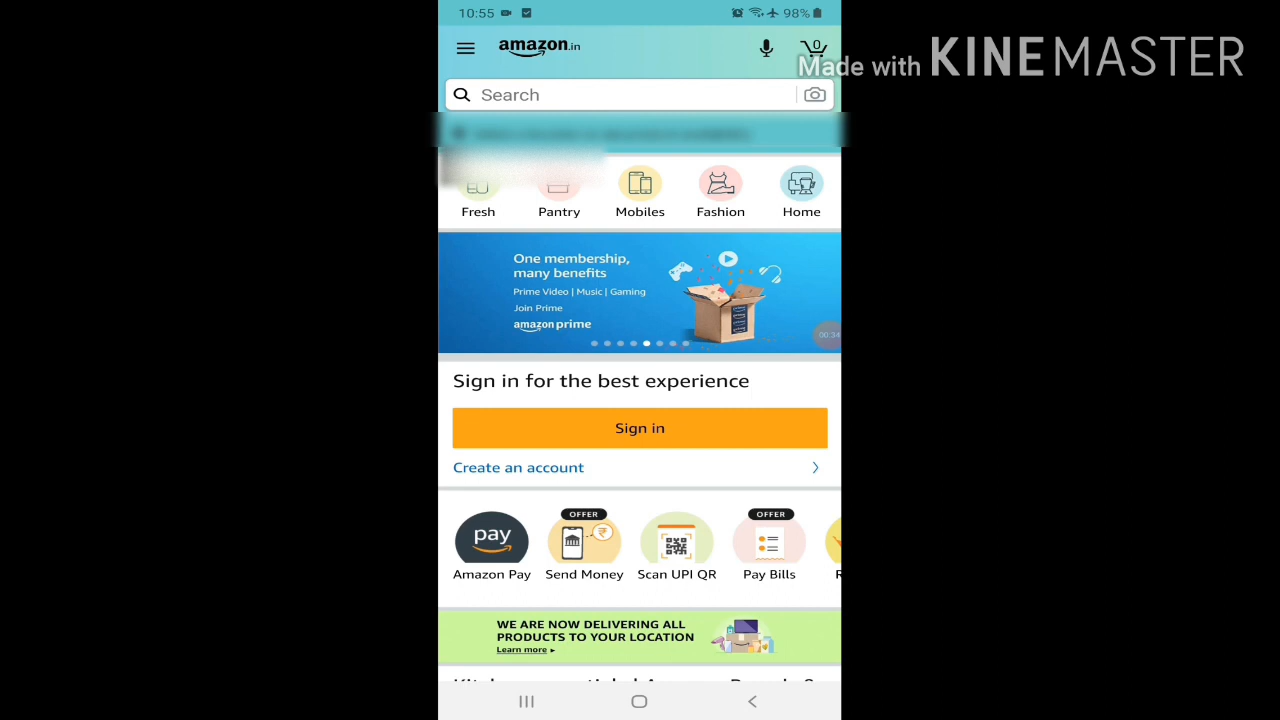 10:55
98%
amazon.in
0
Made with KINEMASTER
Search
Fresh
Pantry
Mobiles
Fashion
Home
One membership,
many benefits
Prime Video | Music | Gaming
Join Prime
amazon prime
00:34
Sign in for the best experience
Sign in
Create an account
OFFER
OFFER
pay
Amazon Pay
Send Money
Scan UPI QR
Pay Bills
R
WE ARE NOW DELIVERING ALL
PRODUCTS TO YOUR LOCATION
Learn more